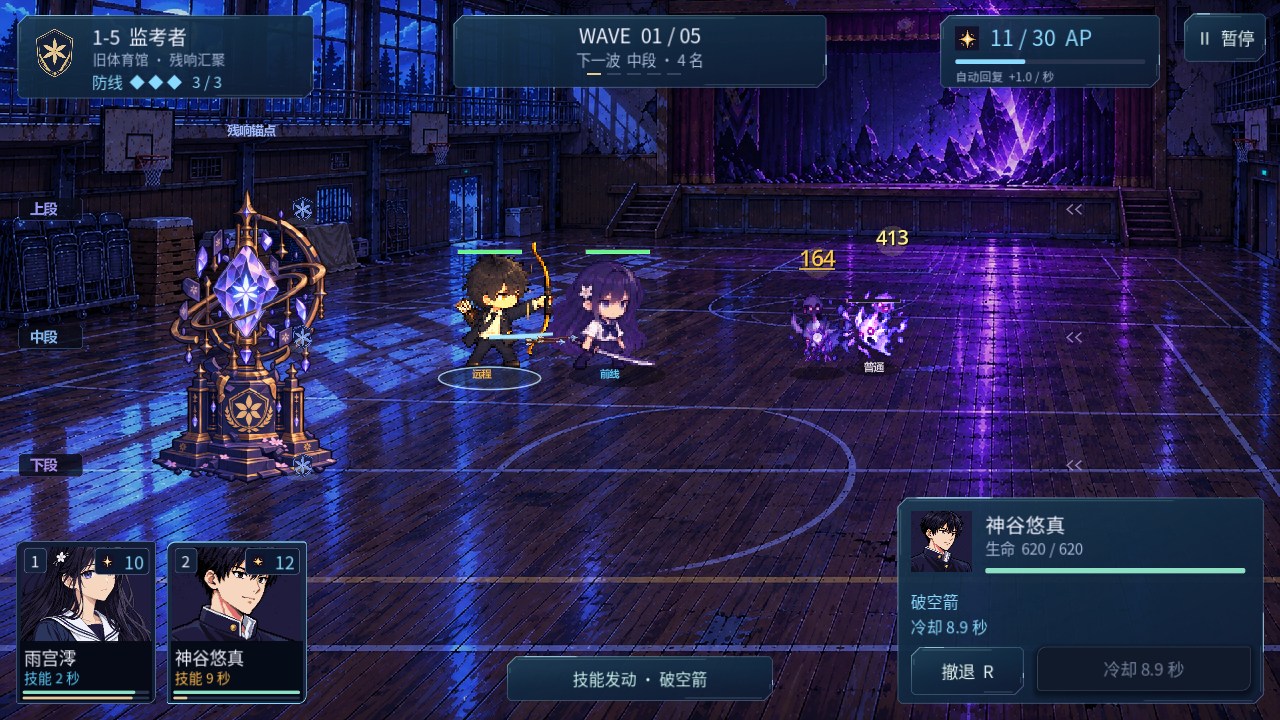 1-5 监考者
旧体育馆 · 残响汇聚
防线 3 / 3
WAVE 01 / 05
下一波 中段 · 4 名
11 / 30 AP
自动回复 +1.0 / 秒
暂停
残响锚点
上段
中段
下段
413
164
远程
前线
普通
1
10
雨宫澪
技能 2 秒
2
12
神谷悠真
技能 9 秒
技能发动 · 破空箭
神谷悠真
生命 620 / 620
破空箭
冷却 8.9 秒
撤退 R
冷却 8.9 秒